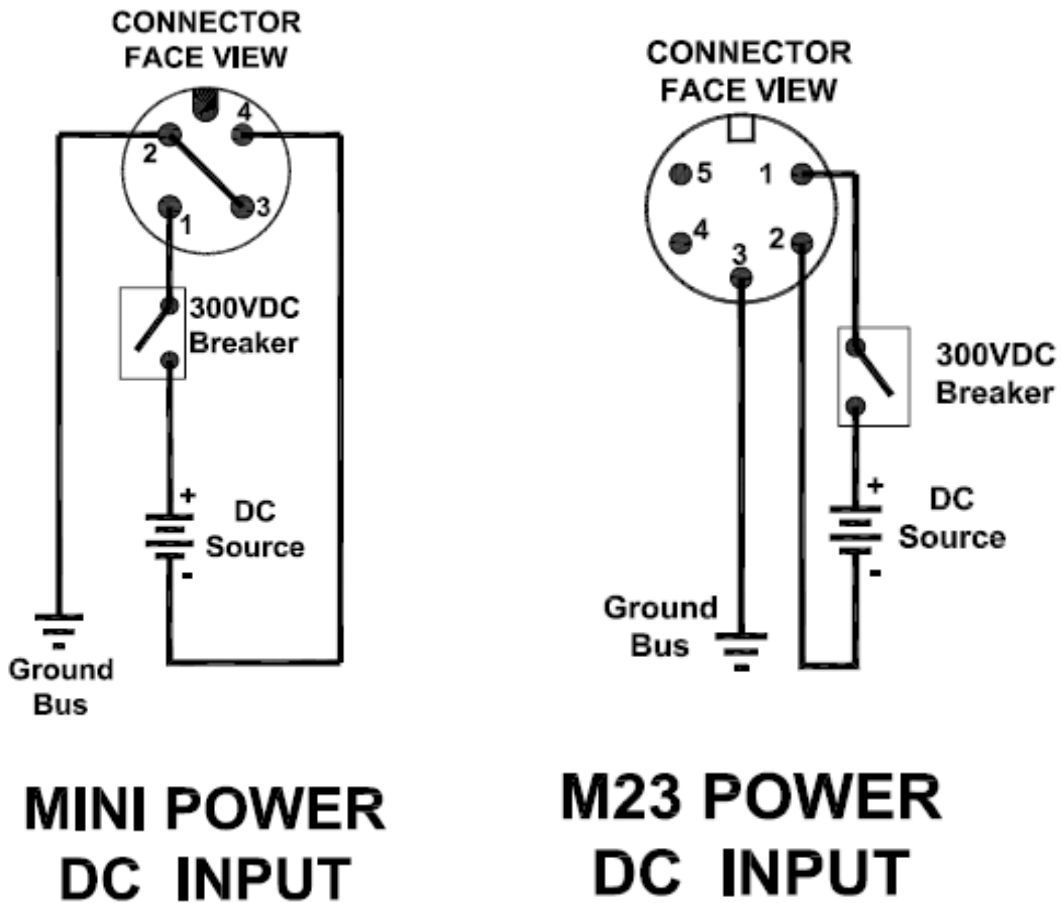 CONNECTOR
FACE VIEW
4
2
3
1
300VDC
Breaker
+
DC
Source
-
Ground
Bus
MINI POWER
DC INPUT
CONNECTOR
FACE VIEW
5
1
4
2
3
300VDC
Breaker
+
DC
Source
-
Ground
Bus
M23 POWER
DC INPUT